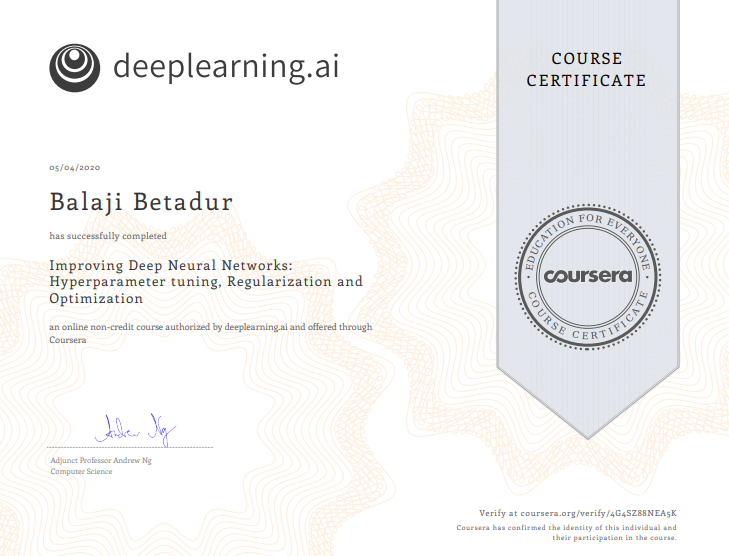 deeplearning.ai
COURSE
CERTIFICATE
05/04/2020
Balaji Betadur
has successfully completed
Improving Deep Neural Networks:
Hyperparameter tuning, Regularization and
Optimization
an online non-credit course authorized by deeplearning.ai and offered through
Coursera
EDUCATION FOR EVERYONE
coursera
COURSE CERTIFICATE
Andrew Ng
Adjunct Professor Andrew Ng
Computer Science
Verify at coursera.org/verify/4G4SZ88NEA5K
Coursera has confirmed the identity of this individual and
their participation in the course.